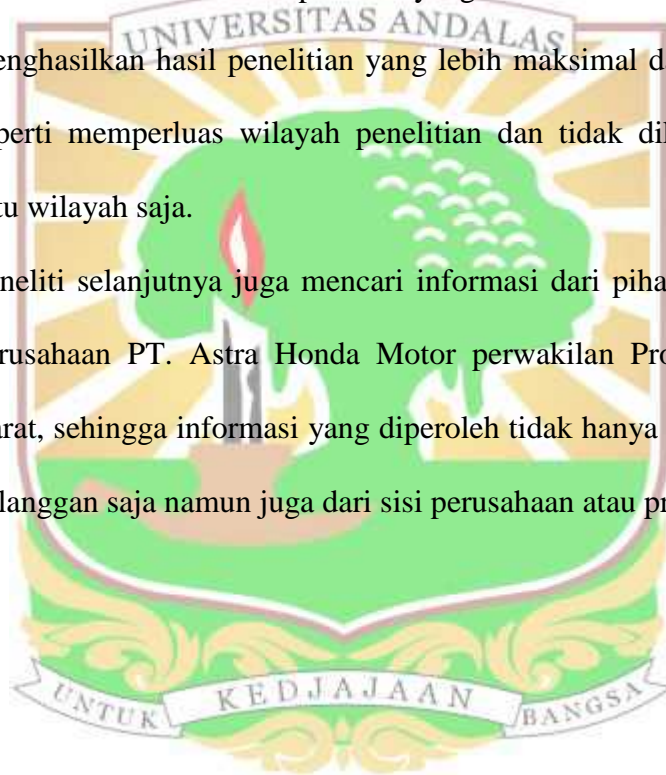 UNIVERSITAS ANDALAS
enghasilkan hasil penelitian yang lebih maksimal da
perti memperluas wilayah penelitian dan tidak dil
tu wilayah saja.
neliti selanjutnya juga mencari informasi dari piha
rusahaan PT. Astra Honda Motor perwakilan Pro
arat, sehingga informasi yang diperoleh tidak hanya
langgan saja namun juga dari sisi perusahaan atau pr
UNTUK KEDJAJAAN BANGSA